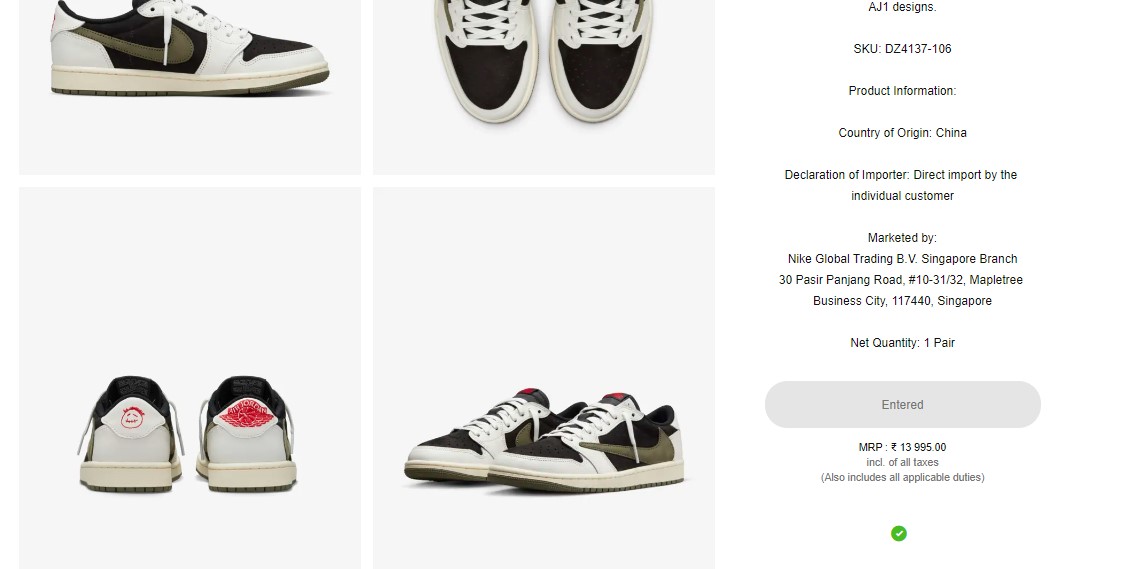 AJ1 designs.
SKU: DZ4137-106
Product Information:
Country of Origin: China
Declaration of Importer: Direct import by the
individual customer
Marketed by:
Nike Global Trading B.V. Singapore Branch
30 Pasir Panjang Road, #10-31/32, Mapletree
Business City, 117440, Singapore
Net Quantity: 1 Pair
Entered
MRP : ₹ 13 995.00
incl. of all taxes
(Also includes all applicable duties)